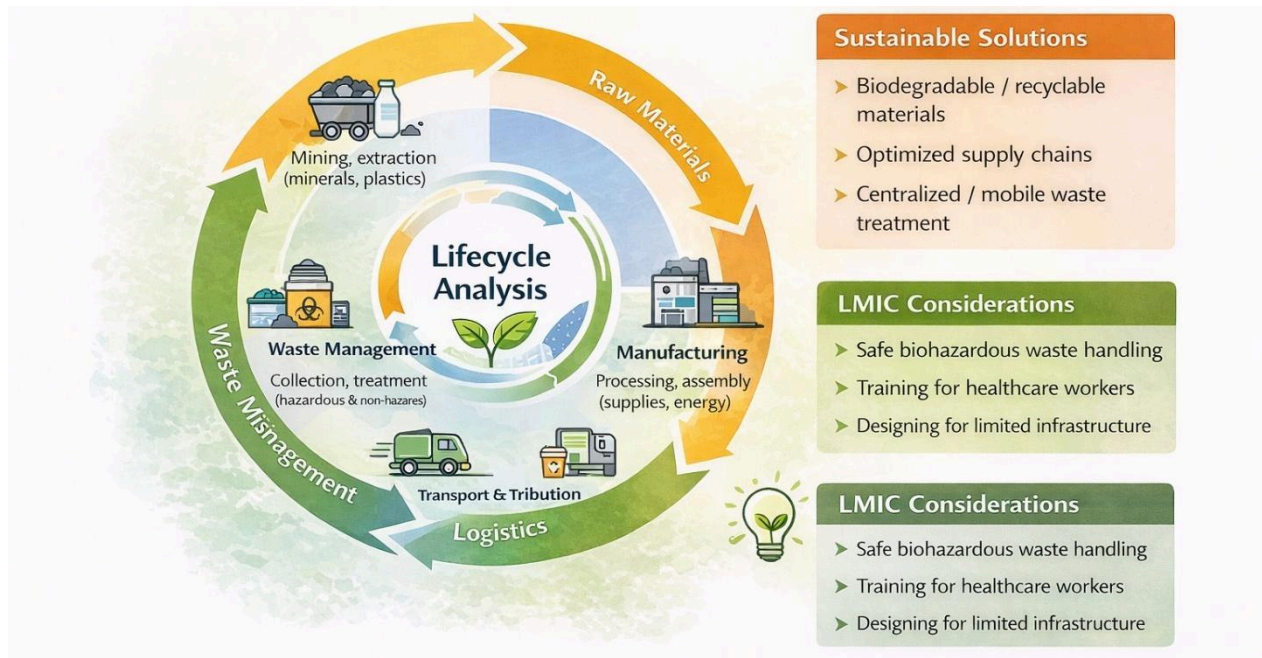 Raw Materials
Mining, extraction
(minerals, plastics)
Lifecycle
Analysis
Waste Management
Collection, treatment
(hazardous & non-hazares)
Manufacturing
Processing, assembly
(supplies, energy)
Transport & Tribution
Logistics
Waste Misnagement
Sustainable Solutions
Biodegradable / recyclable
materials
Optimized supply chains
Centralized / mobile waste
treatment
LMIC Considerations
Safe biohazardous waste handling
Training for healthcare workers
Designing for limited infrastructure
LMIC Considerations
Safe biohazardous waste handling
Training for healthcare workers
Designing for limited infrastructure